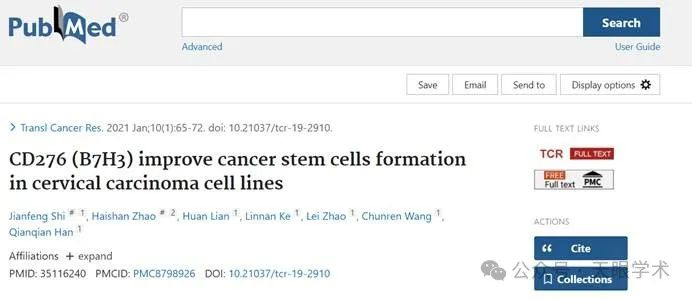 PubMed®
Search
Advanced
User Guide
Save
Email
Send to
Display options
> Transl Cancer Res. 2021 Jan;10(1):65-72. doi: 10.21037/tcr-19-2910.
CD276 (B7H3) improve cancer stem cells formation
in cervical carcinoma cell lines
Jianfeng Shi # 1, Haishan Zhao # 2, Huan Lian 1, Linnan Ke 1, Lei Zhao 1, Chunren Wang 1,
Qianqian Han 1
Affiliations + expand
PMID: 35116240 PMCID: PMC8798926 DOI: 10.21037/tcr-19-2910
FULL TEXT LINKS
TCR FULL TEXT
FREE
Full text PMC
ACTIONS
Cite
Collections
公众号 · 天眼学术